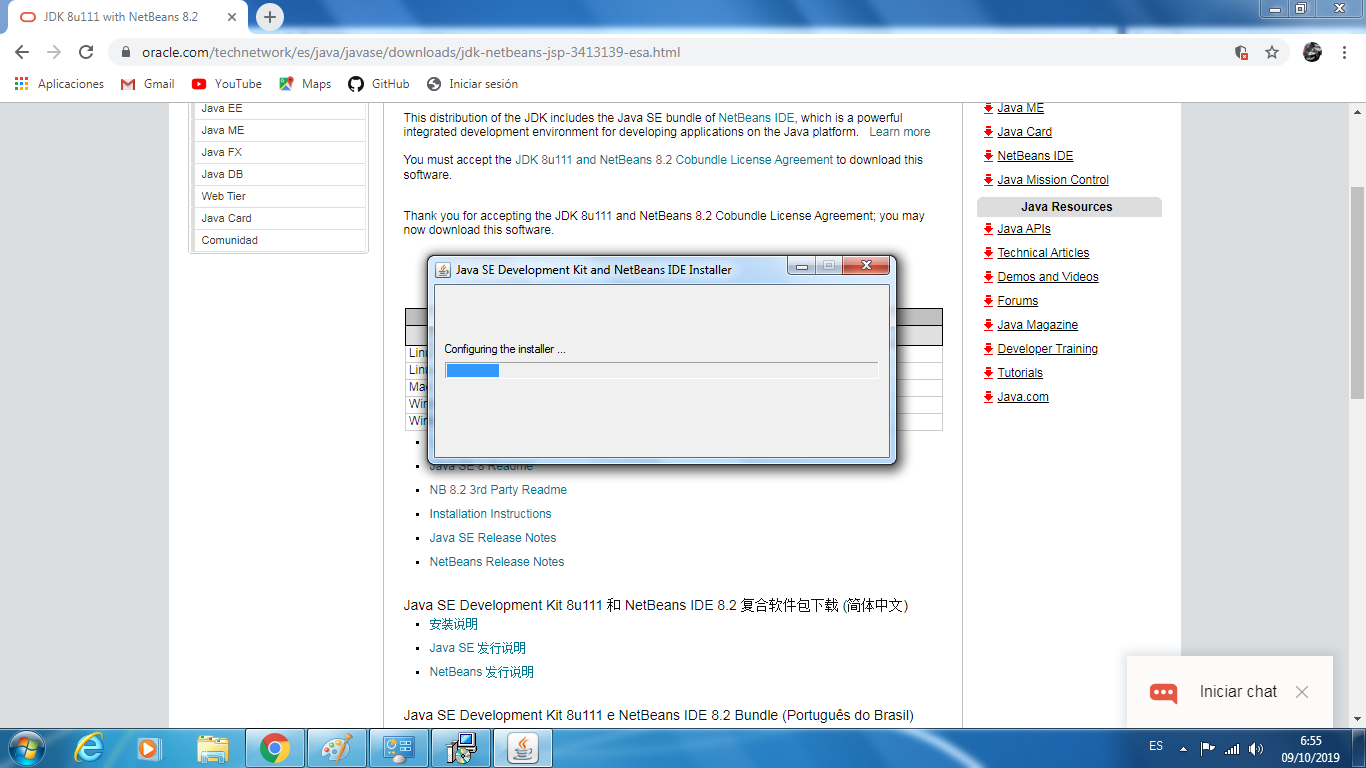 JDK 8u111 with NetBeans 8.2
oracle.com/technetwork/es/java/javase/downloads/jdk-netbeans-jsp-3413139-esa.html
Aplicaciones Gmail YouTube Maps GitHub Iniciar sesión
Java EE
Java ME
Java FX
Java DB
Web Tier
Java Card
Comunidad
This distribution of the JDK includes the Java SE bundle of NetBeans IDE, which is a powerful
integrated development environment for developing applications on the Java platform. Learn more
You must accept the JDK 8u111 and NetBeans 8.2 Cobundle License Agreement to download this
software.
Thank you for accepting the JDK 8u111 and NetBeans 8.2 Cobundle License Agreement; you may
now download this software.
Java SE Development Kit and NetBeans IDE Installer
Configuring the installer ...
Java SE 8 Readme
NB 8.2 3rd Party Readme
Installation Instructions
Java SE Release Notes
NetBeans Release Notes
Java SE Development Kit 8u111 和 NetBeans IDE 8.2 复合软件包下载 (简体中文)
安装说明
Java SE 发行说明
NetBeans 发行说明
Java SE Development Kit 8u111 e NetBeans IDE 8.2 Bundle (Português do Brasil)
Java ME
Java Card
NetBeans IDE
Java Mission Control
Java Resources
Java APIs
Technical Articles
Demos and Videos
Forums
Java Magazine
Developer Training
Tutorials
Java.com
Iniciar chat
ES
6:55
09/10/2019